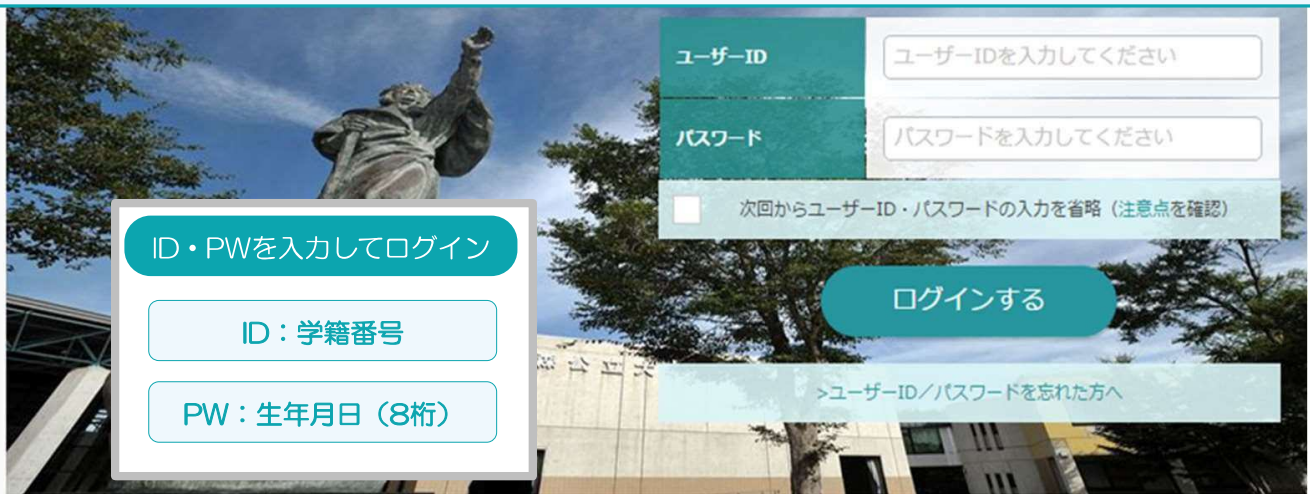 ID・PWを入力してログイン
ID：学籍番号
PW：生年月日（8桁）
ユーザーID
ユーザーIDを入力してください
パスワード
パスワードを入力してください
次回からユーザーID・パスワードの入力を省略（注意点を確認）
ログインする
>ユーザーID／パスワードを忘れた方へ